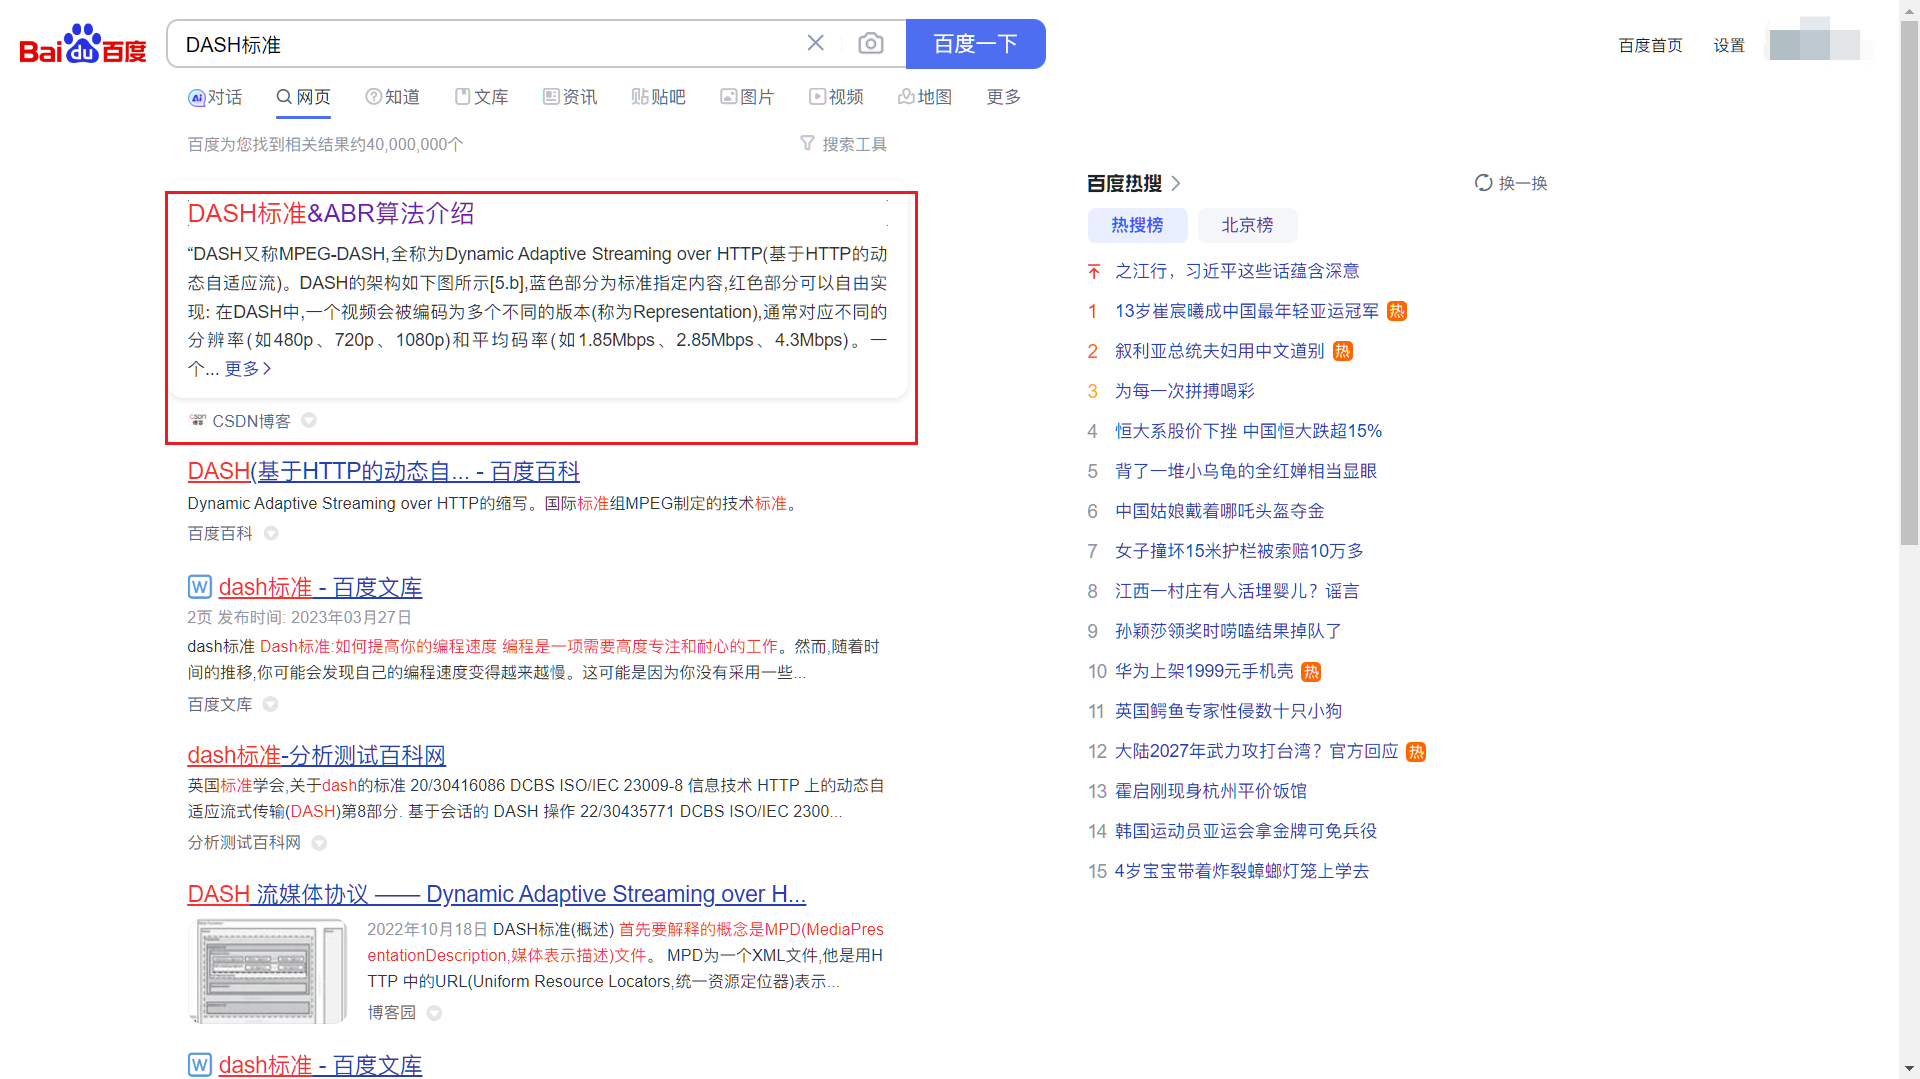 Bai du 百度
DASH标准
百度一下
百度首页 设置
对话 网页 知道 文库 资讯 贴吧 图片 视频 地图 更多
百度为您找到相关结果约40,000,000个
搜索工具
DASH标准&ABR算法介绍
“DASH又称MPEG-DASH,全称为Dynamic Adaptive Streaming over HTTP(基于HTTP的动
态自适应流)。DASH的架构如下图所示[5.b],蓝色部分为标准指定内容,红色部分可以自由实
现: 在DASH中,一个视频会被编码为多个不同的版本(称为Representation),通常对应不同的
分辨率(如480p、720p、1080p)和平均码率(如1.85Mbps、2.85Mbps、4.3Mbps)。一
个... 更多
CSDN博客
DASH(基于HTTP的动态自... - 百度百科
Dynamic Adaptive Streaming over HTTP的缩写。国际标准组MPEG制定的技术标准。
百度百科
dash标准 - 百度文库
2页 发布时间: 2023年03月27日
dash标准 Dash标准:如何提高你的编程速度 编程是一项需要高度专注和耐心的工作。然而,随着时
间的推移,你可能会发现自己的编程速度变得越来越慢。这可能是因为你没有采用一些...
百度文库
dash标准-分析测试百科网
英国标准学会,关于dash的标准 20/30416086 DCBS ISO/IEC 23009-8 信息技术 HTTP 上的动态自
适应流式传输(DASH)第8部分. 基于会话的 DASH 操作 22/30435771 DCBS ISO/IEC 2300...
分析测试百科网
DASH 流媒体协议 —— Dynamic Adaptive Streaming over H...
2022年10月18日 DASH标准(概述) 首先要解释的概念是MPD(MediaPres
entationDescription,媒体表示描述)文件。 MPD为一个XML文件,他是用H
TTP 中的URL(Uniform Resource Locators,统一资源定位器)表示...
博客园
dash标准 - 百度文库
百度热搜
换一换
热搜榜 北京榜
之江行，习近平这些话蕴含深意
1 13岁崔宸曦成中国最年轻亚运冠军 热
2 叙利亚总统夫妇用中文道别 热
3 为每一次拼搏喝彩
4 恒大系股价下挫 中国恒大跌超15%
5 背了一堆小乌龟的全红婵相当显眼
6 中国姑娘戴着哪吒头盔夺金
7 女子撞坏15米护栏被索赔10万多
8 江西一村庄有人活埋婴儿？谣言
9 孙颖莎领奖时唠嗑结果掉队了
10 华为上架1999元手机壳 热
11 英国鳄鱼专家性侵数十只小狗
12 大陆2027年武力攻打台湾？官方回应 热
13 霍启刚现身杭州平价饭馆
14 韩国运动员亚运会拿金牌可免兵役
15 4岁宝宝带着炸裂蟑螂灯笼上学去